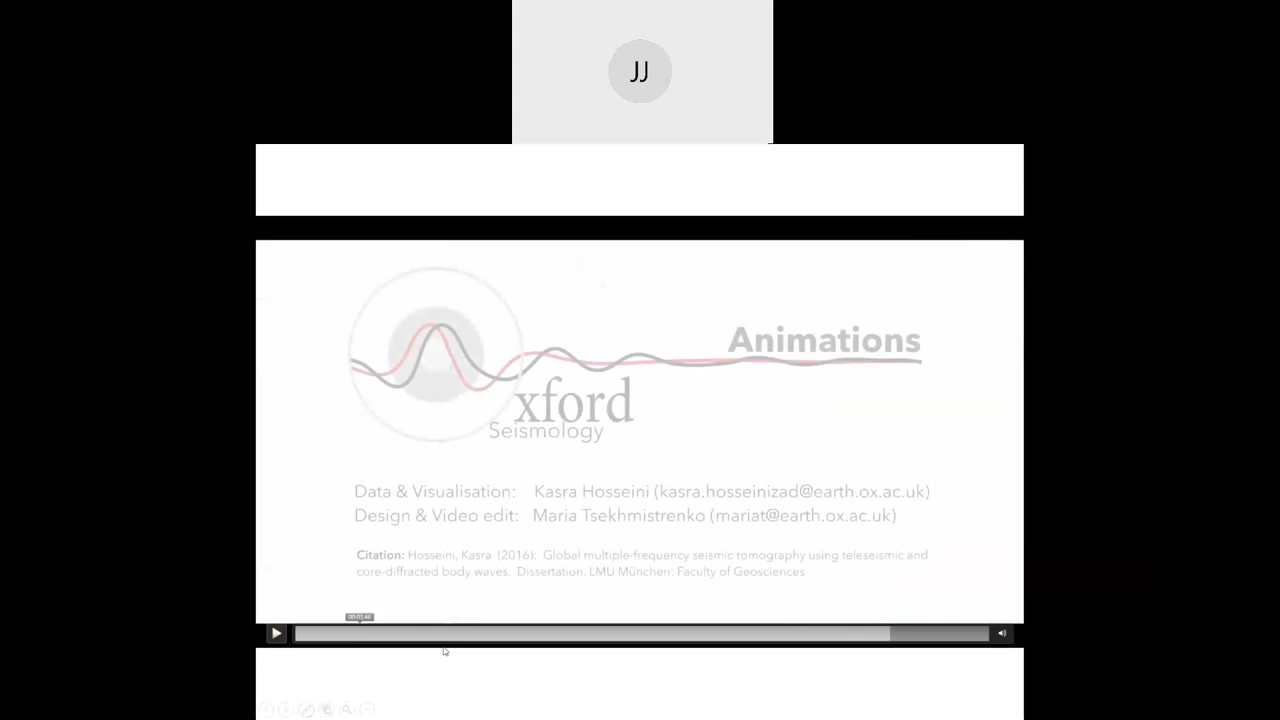 JJ
Animations
xford
Seismology
Data & Visualisation: Kasra Hosseini (kasra.hosseinizad@earth.ox.ac.uk)
Design & Video edit: Maria Tsekhmistrenko (mariat@earth.ox.ac.uk)
Citation: Hosseini, Kasra (2016): Global multiple-frequency seismic tomography using teleseismic and
core-diffracted body waves. Dissertation, LMU München: Faculty of Geosciences